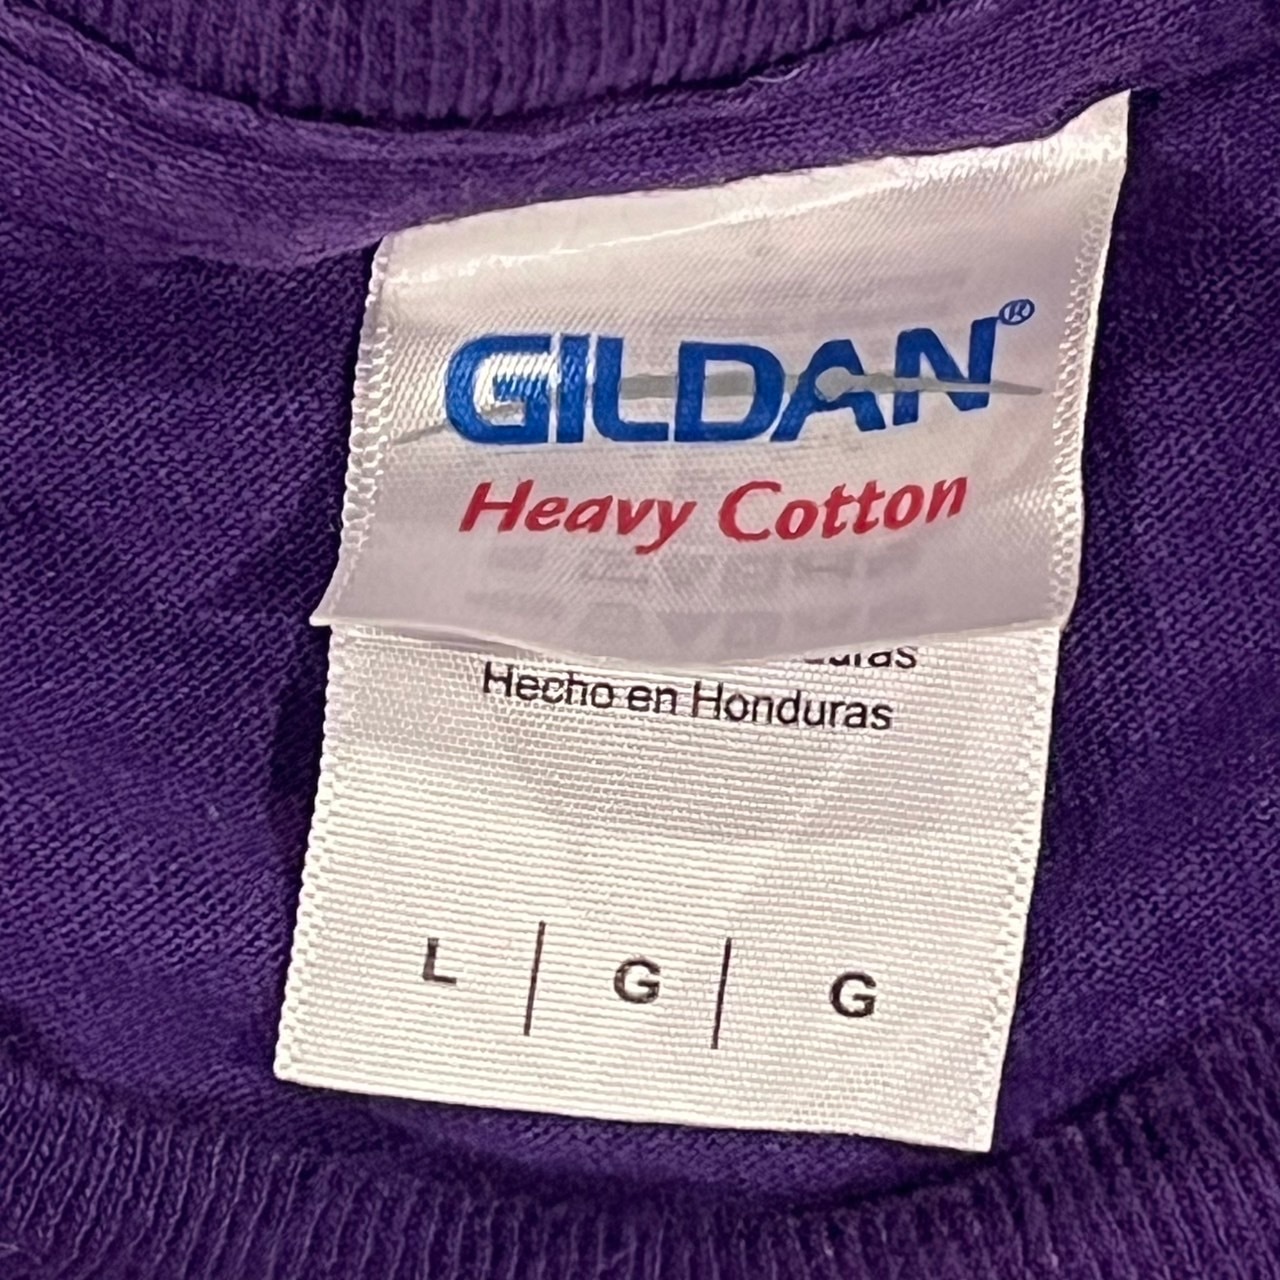 GILDAN®
Heavy Cotton
Hecho en Honduras
L | G | G